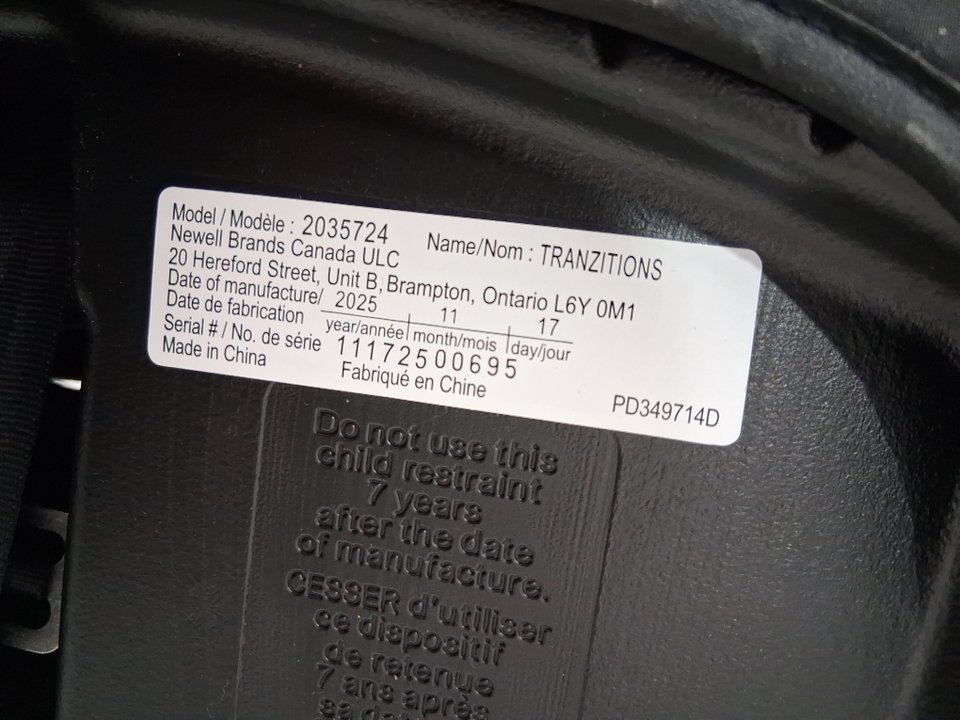 Model / Modèle : 2035724 Name/Nom : TRANZITIONS
Newell Brands Canada ULC
20 Hereford Street, Unit B, Brampton, Ontario L6Y 0M1
Date of manufacture/ 2025 11 17
Date de fabrication year/année month/mois day/jour
Serial # / No. de série 11172500695
Made in China Fabriqué en Chine PD349714D
Do not use this
child restraint
7 years
after the date
of manufacture.
CESSER d'utiliser
ce dispositif
de retenue
7 ans après